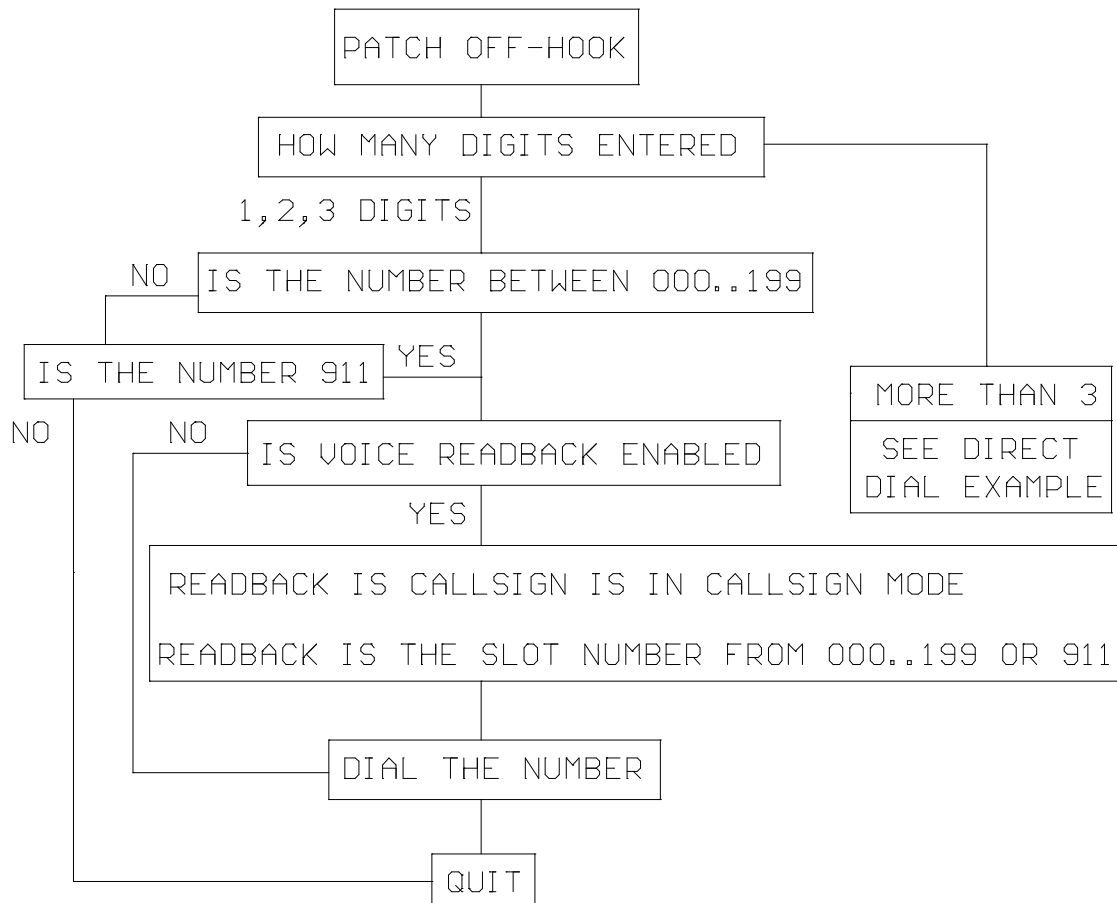 PATCH OFF-HOOK
HOW MANY DIGITS ENTERED
1,2,3 DIGITS
NO
IS THE NUMBER BETWEEN 000..199
IS THE NUMBER 911
YES
MORE THAN 3
SEE DIRECT
DIAL EXAMPLE
NO
NO
IS VOICE READBACK ENABLED
YES
READBACK IS CALLSIGN IS IN CALLSIGN MODE
READBACK IS THE SLOT NUMBER FROM 000..199 OR 911
DIAL THE NUMBER
QUIT